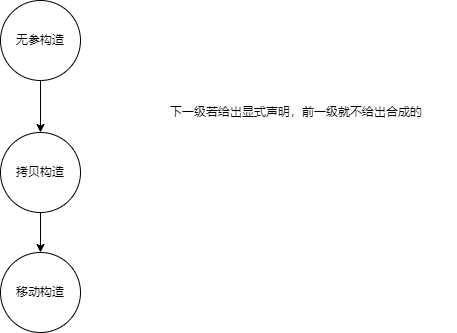 无参构造
下一级若给出显式声明，前一级就不给出合成的
拷贝构造
移动构造